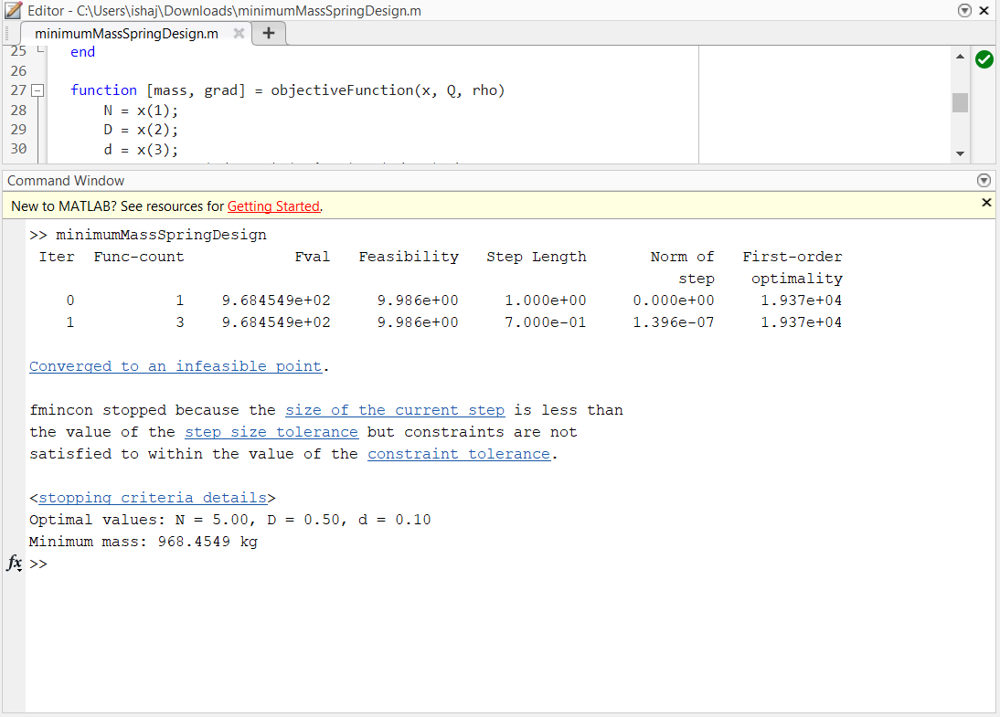 Editor - C:\Users\ishaj\Downloads\minimumMassSpringDesign.m
minimumMassSpringDesign.m
25 end
26
27 function [mass, grad] = objectiveFunction(x, Q, rho)
28 N = x(1);
29 D = x(2);
30 d = x(3);
Command Window
New to MATLAB? See resources for Getting Started.
>> minimumMassSpringDesign
Iter Func-count Fval Feasibility Step Length Norm of First-order
step optimality
0 1 9.684549e+02 9.986e+00 1.000e+00 0.000e+00 1.937e+04
1 3 9.684549e+02 9.986e+00 7.000e-01 1.396e-07 1.937e+04
Converged to an infeasible point.
fmincon stopped because the size of the current step is less than
the value of the step size tolerance but constraints are not
satisfied to within the value of the constraint tolerance.
<stopping criteria details>
Optimal values: N = 5.00, D = 0.50, d = 0.10
Minimum mass: 968.4549 kg
fx >>